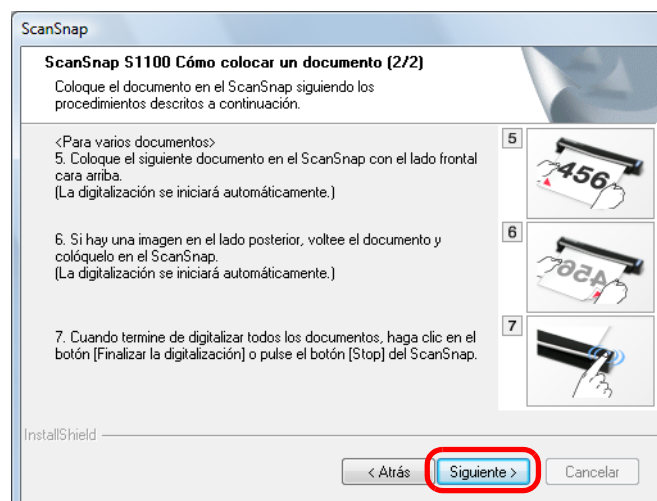 ScanSnap
ScanSnap S1100 Cómo colocar un documento (2/2)
Coloque el documento en el ScanSnap siguiendo los
procedimientos descritos a continuación.
<Para varios documentos>
5. Coloque el siguiente documento en el ScanSnap con el lado frontal
cara arriba.
(La digitalización se iniciará automáticamente.)
5
456
6. Si hay una imagen en el lado posterior, voltee el documento y
colóquelo en el ScanSnap.
(La digitalización se iniciará automáticamente.)
6
456
7. Cuando termine de digitalizar todos los documentos, haga clic en el
botón [Finalizar la digitalización] o pulse el botón [Stop] del ScanSnap.
7
InstallShield
< Atrás
Siguiente >
Cancelar